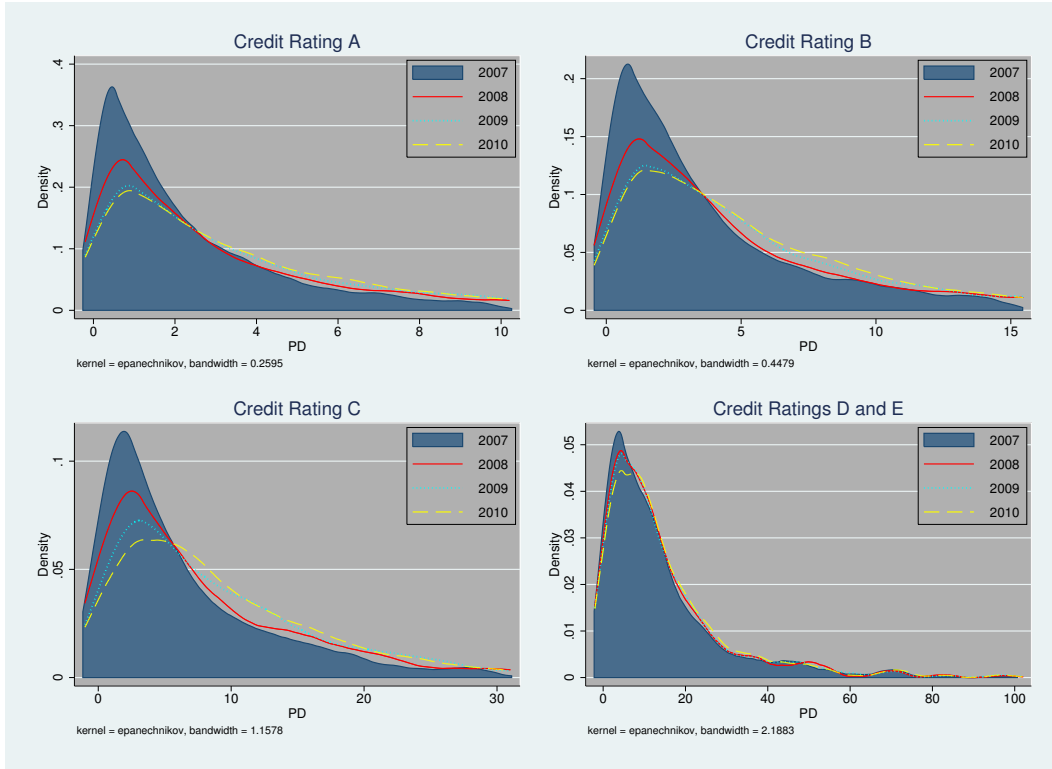 Credit Rating A
Density
0 .1 .2 .3 .4
0 2 4 6 8 10
PD
2007
2008
2009
2010
kernel = epanechnikov, bandwidth = 0.2595
Credit Rating B
Density
0 .05 .1 .15 .2
0 5 10 15
PD
2007
2008
2009
2010
kernel = epanechnikov, bandwidth = 0.4479
Credit Rating C
Density
0 .05 .1
0 10 20 30
PD
2007
2008
2009
2010
kernel = epanechnikov, bandwidth = 1.1578
Credit Ratings D and E
Density
0 .01 .02 .03 .04 .05
0 20 40 60 80 100
PD
2007
2008
2009
2010
kernel = epanechnikov, bandwidth = 2.1883